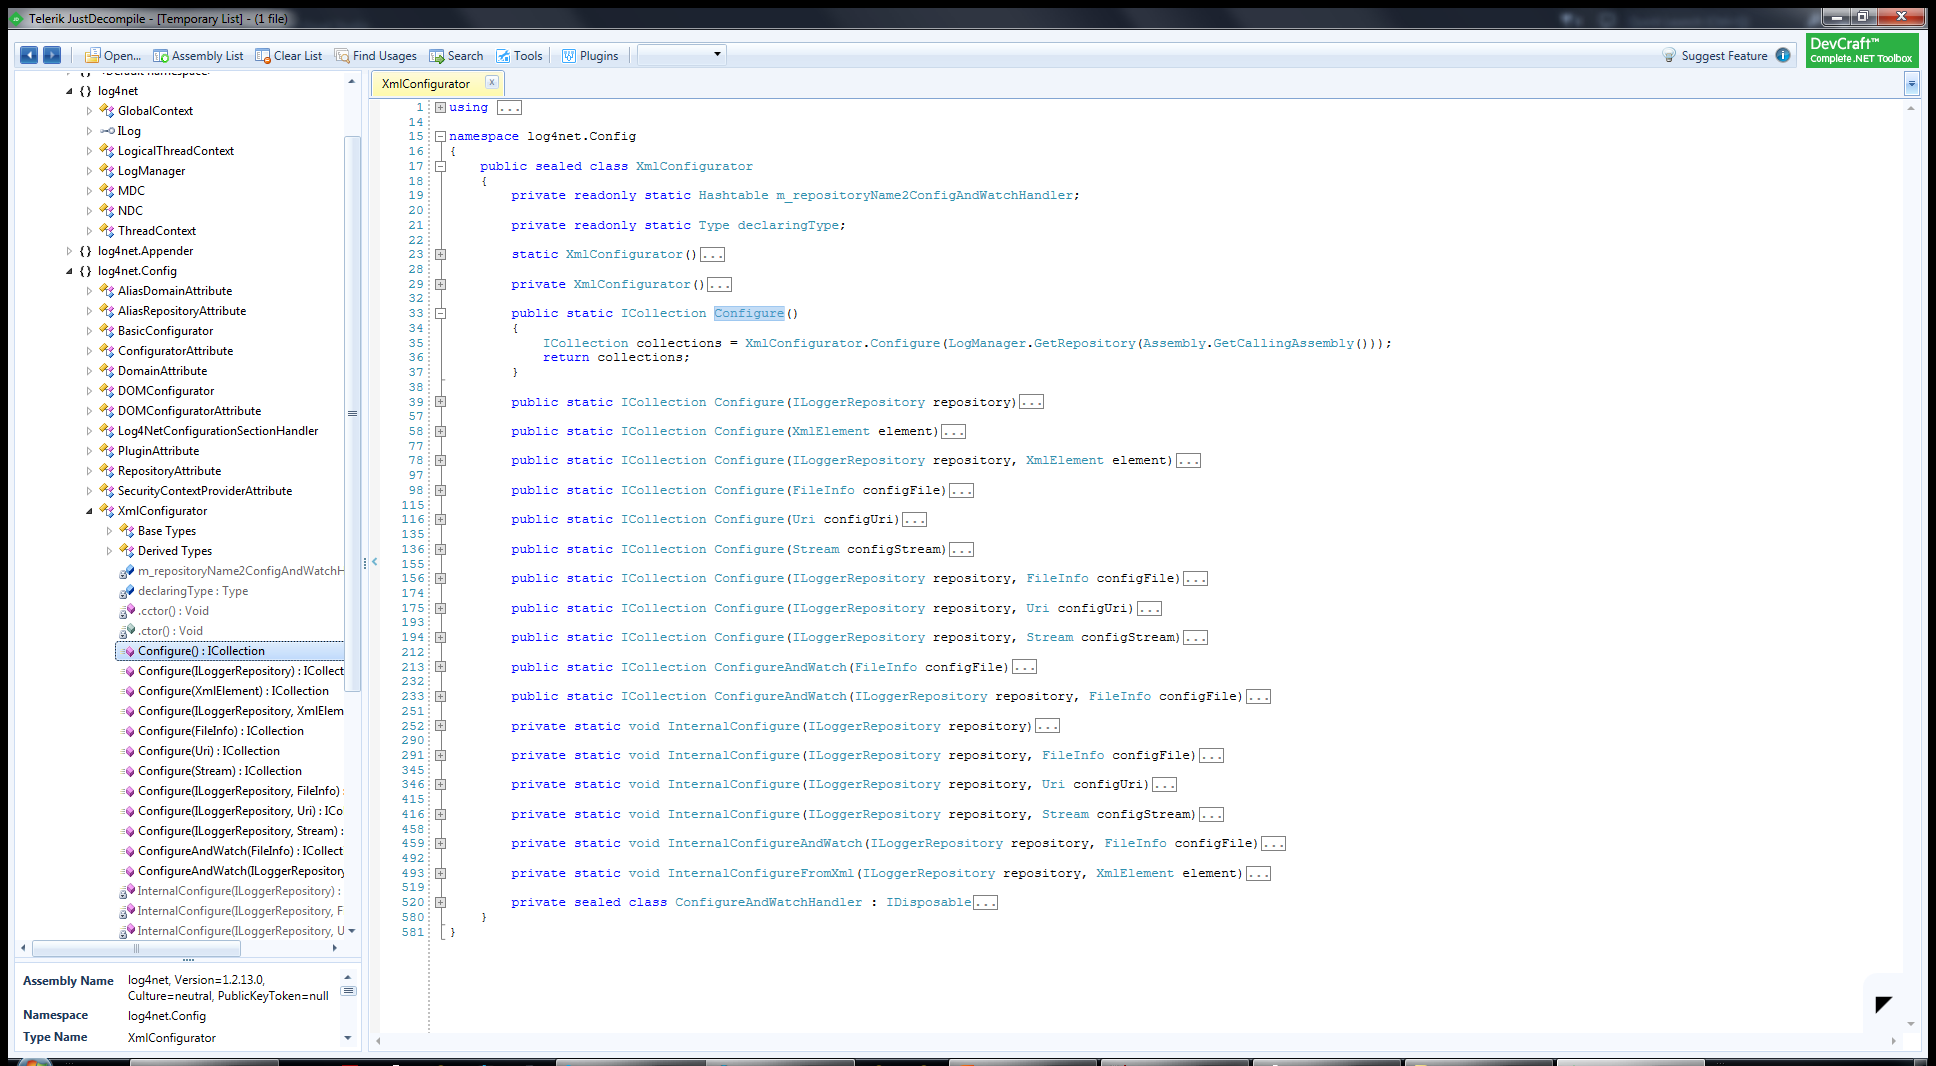 Telerik JustDecompile - [Temporary List] - (1 file)
Open... Assembly List Clear List Find Usages Search Tools Plugins
Suggest Feature
DevCraft™
Complete .NET Toolbox
log4net
GlobalContext
ILog
LogicalThreadContext
LogManager
MDC
NDC
ThreadContext
log4net.Appender
log4net.Config
AliasDomainAttribute
AliasRepositoryAttribute
BasicConfigurator
ConfiguratorAttribute
DomainAttribute
DOMConfigurator
DOMConfiguratorAttribute
Log4NetConfigurationSectionHandler
PluginAttribute
RepositoryAttribute
SecurityContextProviderAttribute
XmlConfigurator
Base Types
Derived Types
m_repositoryName2ConfigAndWatchH
declaringType : Type
.cctor() : Void
.ctor() : Void
Configure() : ICollection
Configure(ILoggerRepository) : ICollect
Configure(XmlElement) : ICollection
Configure(ILoggerRepository, XmlElem
Configure(FileInfo) : ICollection
Configure(Uri) : ICollection
Configure(Stream) : ICollection
Configure(ILoggerRepository, FileInfo) :
Configure(ILoggerRepository, Uri) : ICo
Configure(ILoggerRepository, Stream) :
ConfigureAndWatch(FileInfo) : ICollect
ConfigureAndWatch(ILoggerRepository
InternalConfigure(ILoggerRepository) :
InternalConfigure(ILoggerRepository, F
InternalConfigure(ILoggerRepository, U
Assembly Name log4net, Version=1.2.13.0,
Culture=neutral, PublicKeyToken=null
Namespace log4net.Config
Type Name XmlConfigurator
XmlConfigurator
1 using ...
14
15 namespace log4net.Config
16 {
17 public sealed class XmlConfigurator
18 {
19 private readonly static Hashtable m_repositoryName2ConfigAndWatchHandler;
20
21 private readonly static Type declaringType;
22
23 static XmlConfigurator()...
28
29 private XmlConfigurator()...
32
33 public static ICollection Configure()
34 {
35 ICollection collections = XmlConfigurator.Configure(LogManager.GetRepository(Assembly.GetCallingAssembly()));
36 return collections;
37 }
38
39 public static ICollection Configure(ILoggerRepository repository)...
57
58 public static ICollection Configure(XmlElement element)...
77
78 public static ICollection Configure(ILoggerRepository repository, XmlElement element)...
97
98 public static ICollection Configure(FileInfo configFile)...
115
116 public static ICollection Configure(Uri configUri)...
135
136 public static ICollection Configure(Stream configStream)...
155
156 public static ICollection Configure(ILoggerRepository repository, FileInfo configFile)...
174
175 public static ICollection Configure(ILoggerRepository repository, Uri configUri)...
193
194 public static ICollection Configure(ILoggerRepository repository, Stream configStream)...
212
213 public static ICollection ConfigureAndWatch(FileInfo configFile)...
232
233 public static ICollection ConfigureAndWatch(ILoggerRepository repository, FileInfo configFile)...
251
252 private static void InternalConfigure(ILoggerRepository repository)...
290
291 private static void InternalConfigure(ILoggerRepository repository, FileInfo configFile)...
345
346 private static void InternalConfigure(ILoggerRepository repository, Uri configUri)...
415
416 private static void InternalConfigure(ILoggerRepository repository, Stream configStream)...
458
459 private static void InternalConfigureAndWatch(ILoggerRepository repository, FileInfo configFile)...
492
493 private static void InternalConfigureFromXml(ILoggerRepository repository, XmlElement element)...
519
520 private sealed class ConfigureAndWatchHandler : IDisposable...
580 }
581 }